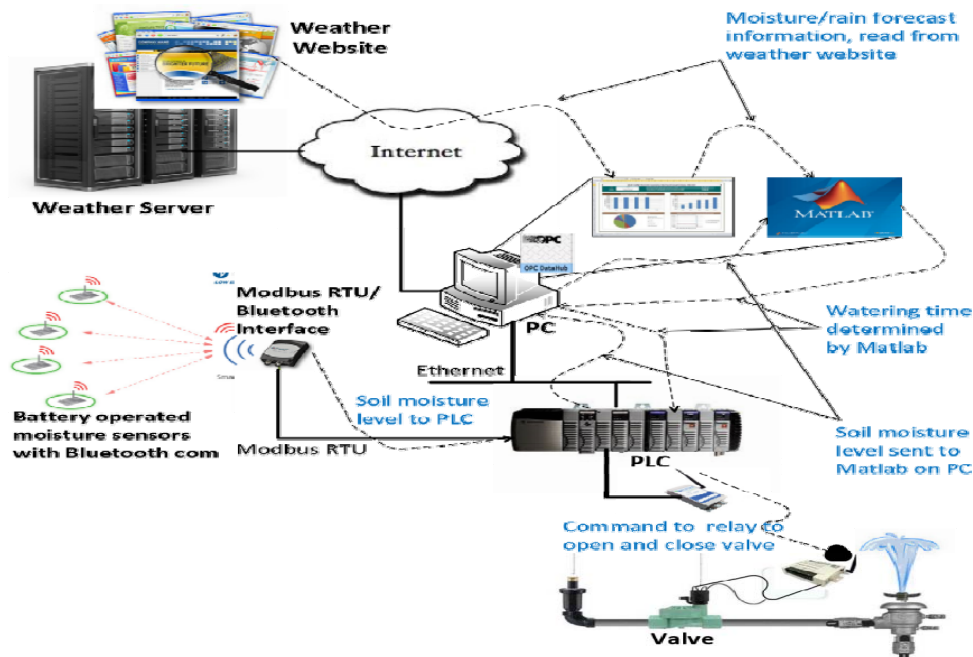 Weather
Website
Moisture/rain forecast
information, read from
weather website
Internet
MATLAB
Weather Server
OPC
OPC DataHub
Modbus RTU/
Bluetooth
Interface
PC
Watering time
determined
by Matlab
Ethernet
Soil moisture
level to PLC
Battery operated
moisture sensors
with Bluetooth com
Modbus RTU
PLC
Soil moisture
level sent to
Matlab on PC
Command to relay to
open and close valve
Valve